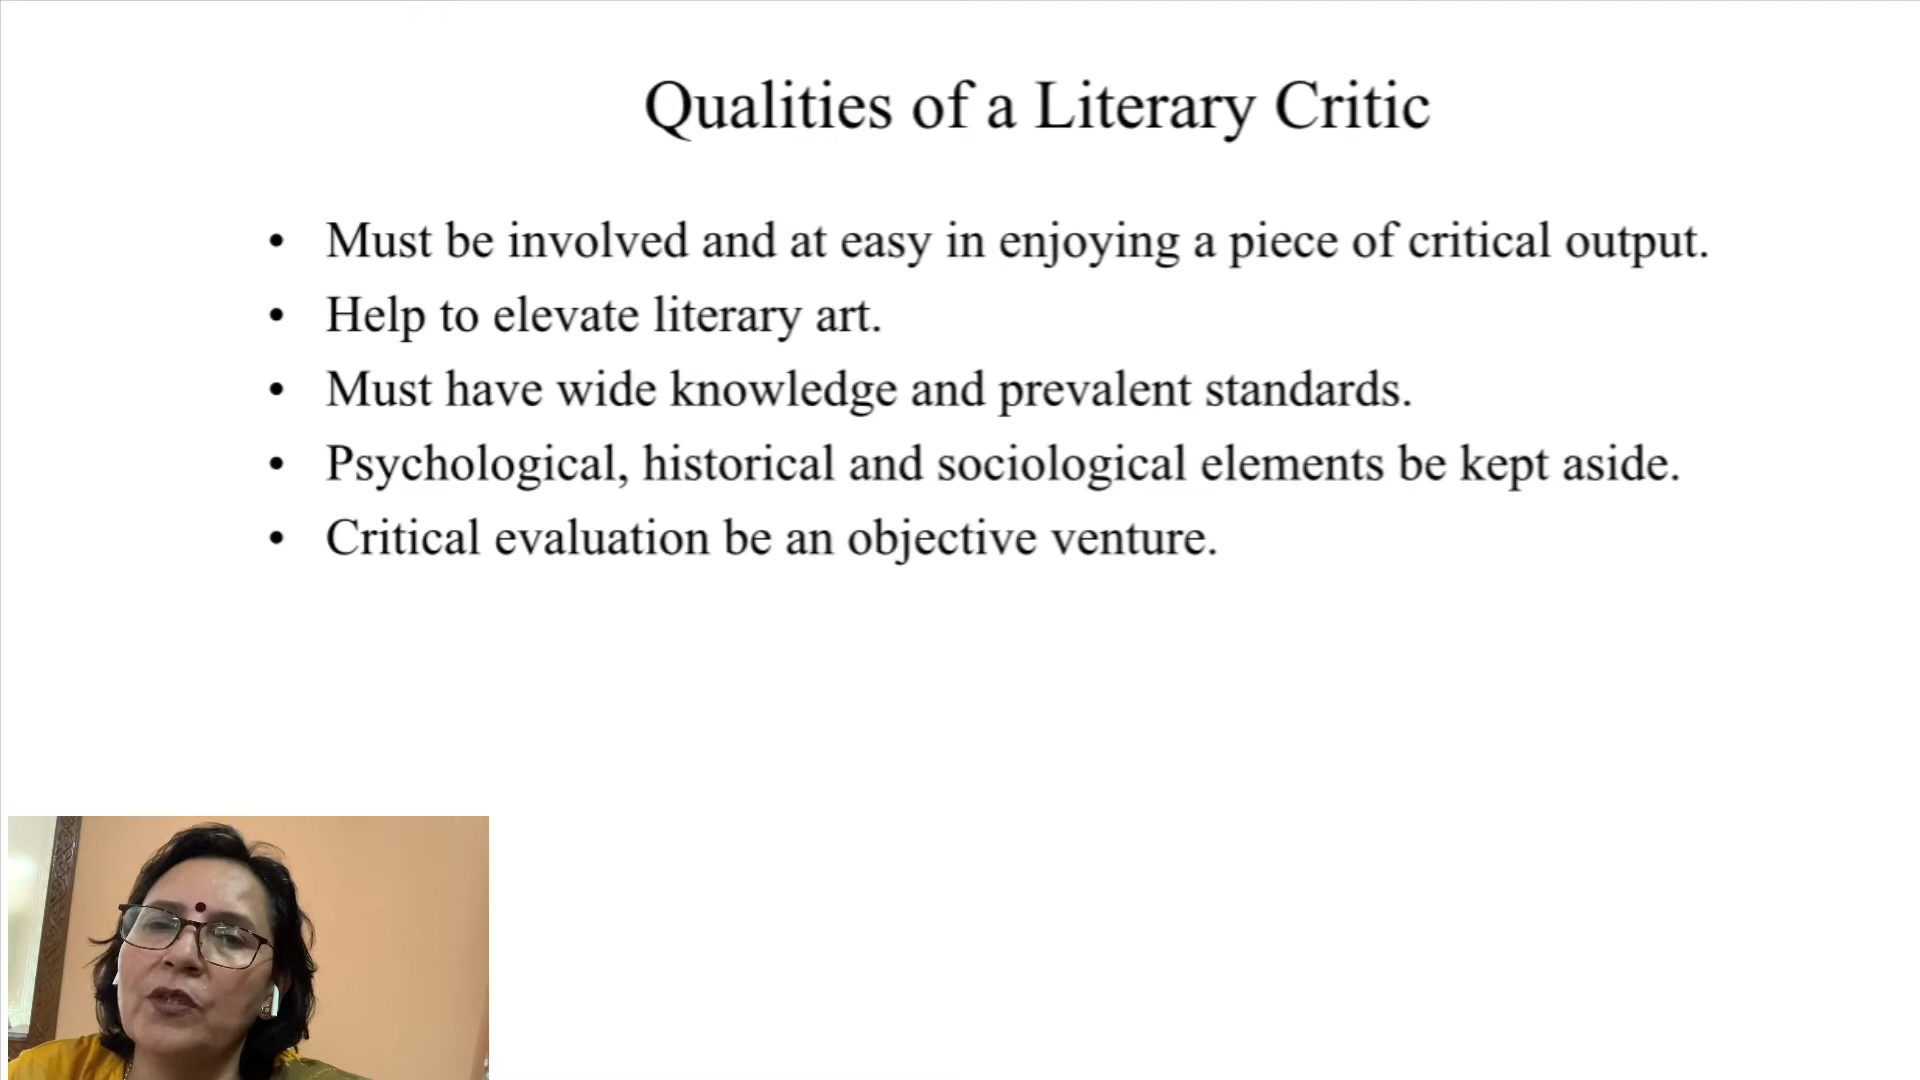 Qualities of a Literary Critic
• Must be involved and at easy in enjoying a piece of critical output.
• Help to elevate literary art.
• Must have wide knowledge and prevalent standards.
• Psychological, historical and sociological elements be kept aside.
• Critical evaluation be an objective venture.